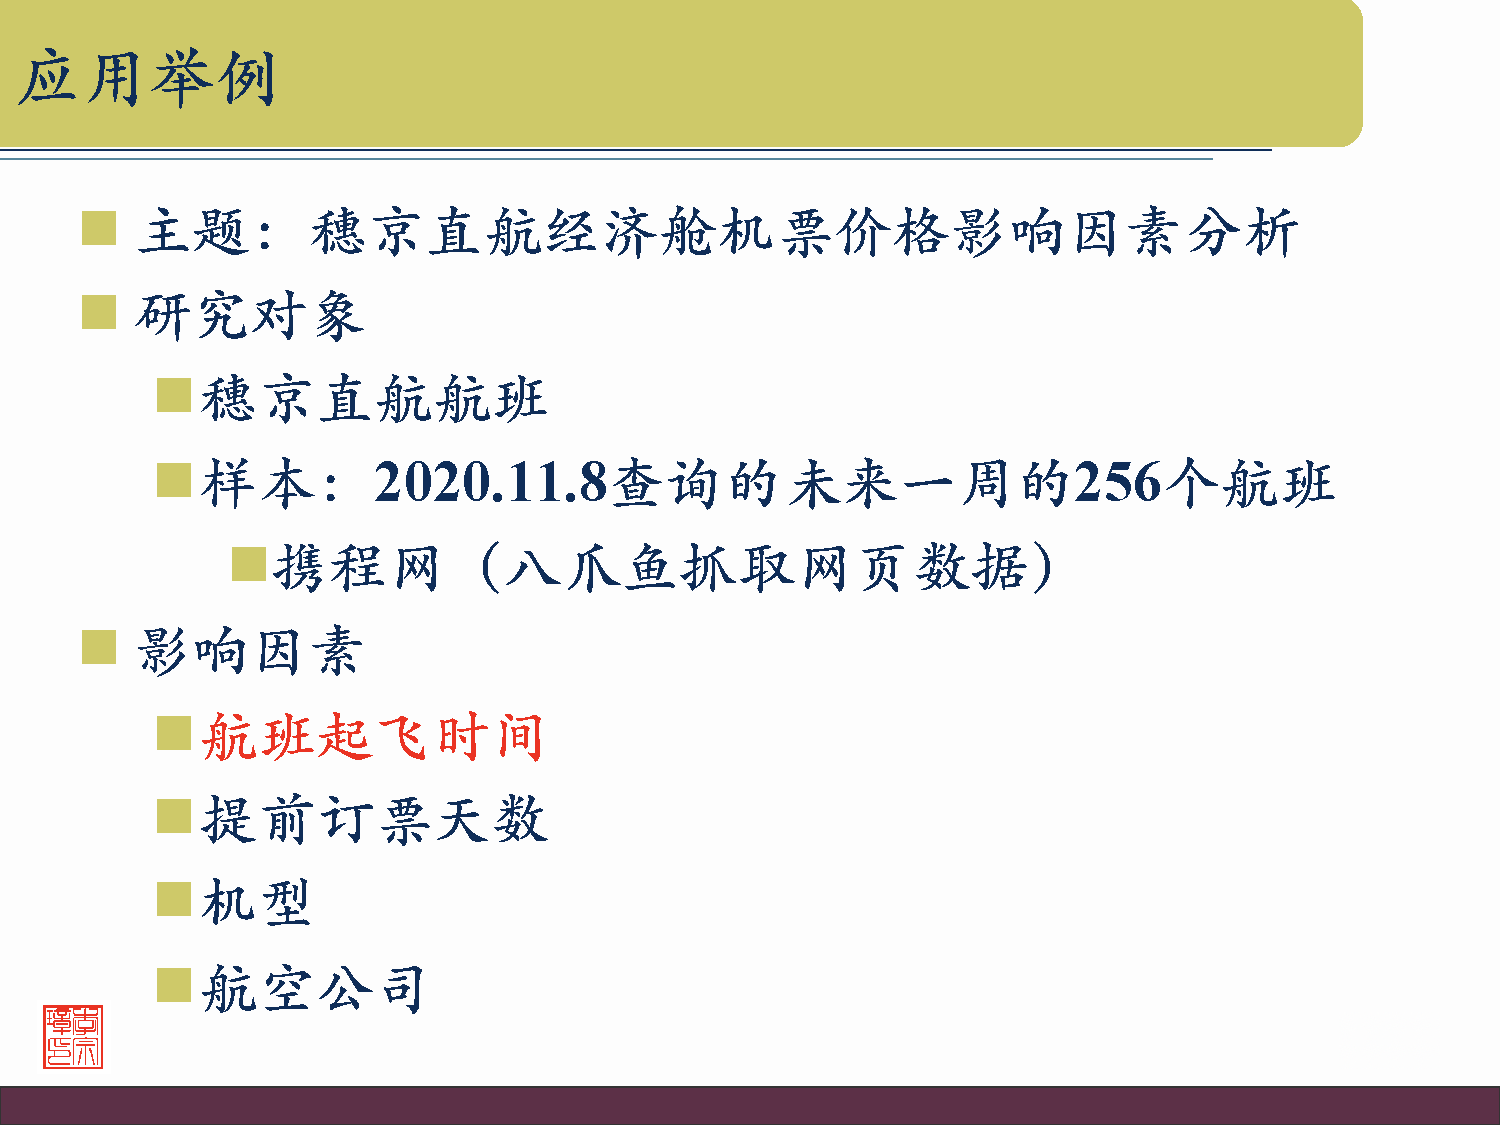 应用举例
主题：穗京直航经济舱机票价格影响因素分析
研究对象
穗京直航航班
样本：2020.11.8查询的未来一周的256个航班
携程网（八爪鱼抓取网页数据）
影响因素
航班起飞时间
提前订票天数
机型
航空公司
李宗璋印